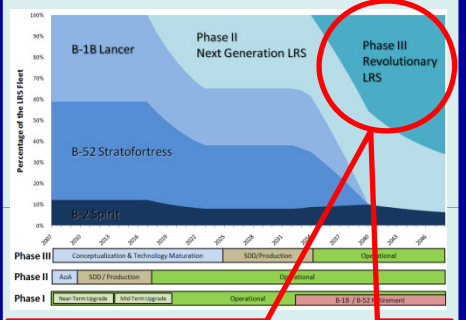 100%
90%
80%
70%
60%
50%
40%
30%
20%
10%
0%
Percentage of the LRS Fleet
B-1B Lancer
Phase II
Next Generation LRS
Phase III
Revolutionary
LRS
B-52 Stratofortress
B-2 Spirit
2007 2010 2013 2016 2019 2022 2025 2028 2031 2034 2037 2040 2043 2046
Phase III Conceptualization & Technology Maturation SDD/Production Operational
Phase II AoA SDD / Production Operational
Phase I Near-Term Upgrade Mid-Term Upgrade Operational B-1B / B-52 Retirement